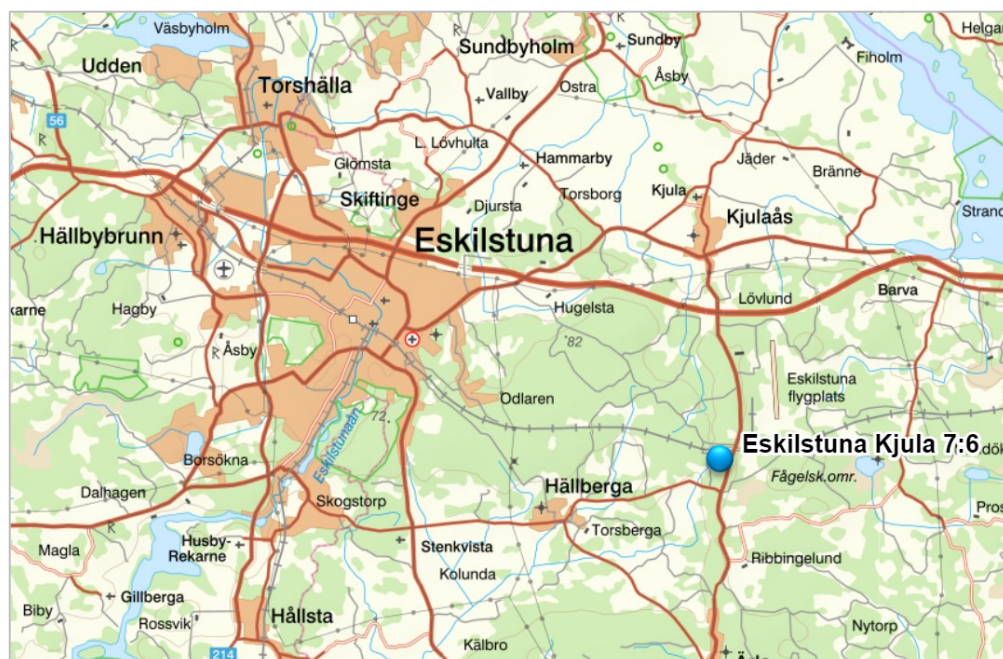 Väsbyholm
Udden
Sundbyholm
Sundby
Helgar
Fiholm
Torshälla
Ostra
Åsby
56
Vallby
L. Lövhulta
Glömsta
Hammarby
Jäder
Bränne
Skiftinge
Torsborg
Kjula
Djursta
Kjulaås
Strand
Hällbybrunn
Eskilstuna
Hagby
Hugelsta
Lövlund
Barva
karne
Åsby
82
Eskilstuna
flygplats
Odlaren
72
Eskilstunaån
Borsökna
Eskilstuna Kjula 7:6
Fågelsk.omr.
Dalhagen
Skogstorp
Hällberga
Torsberga
Magla
Husby-
Rekarne
Stenkvista
Kolunda
Ribbingelund
Gillberga
Biby
Rossvik
Hållsta
Kälbro
Nytorp
214